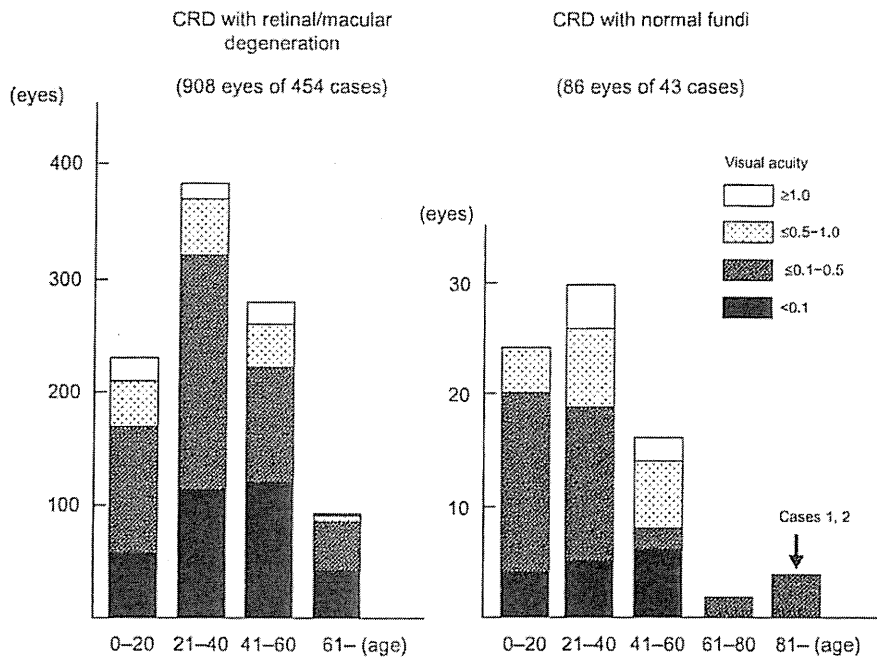 CRD with retinal/macular
degeneration
(908 eyes of 454 cases)
(eyes)
400
300
200
100
0–20 21–40 41–60 61– (age)
CRD with normal fundi
(86 eyes of 43 cases)
(eyes)
30
20
10
Visual acuity
≥1.0
≤0.5–1.0
≤0.1–0.5
<0.1
Cases 1, 2
0–20 21–40 41–60 61–80 81– (age)